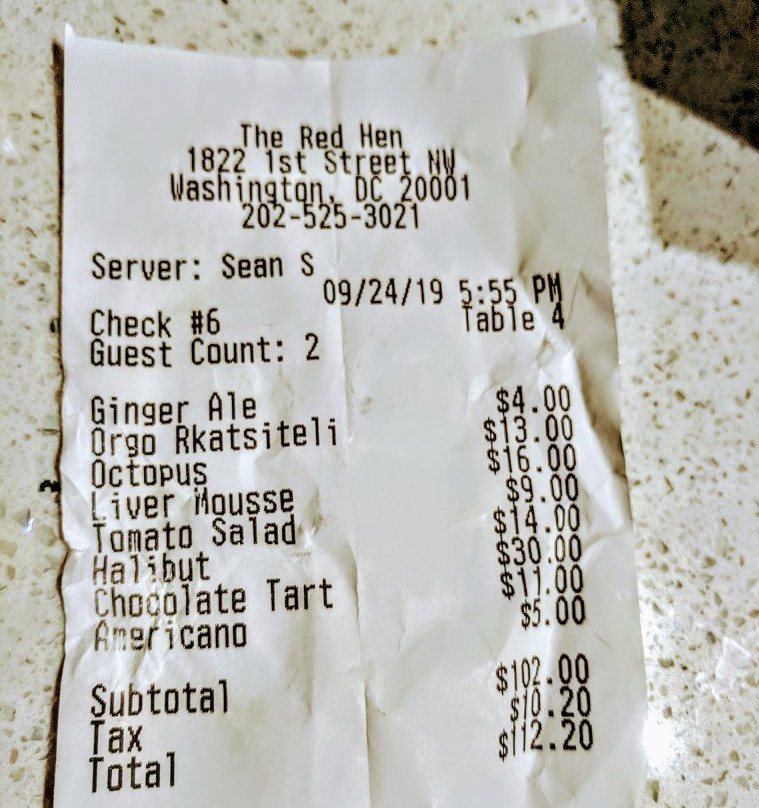 The Red Hen
1822 1st Street NW
Washington, DC 20001
202-525-3021
Server: Sean S
09/24/19 5:55 PM
Check #6 Table 4
Guest Count: 2
Ginger Ale $4.00
Orgo Rkatsiteli $13.00
Octopus $16.00
Liver Mousse $9.00
Tomato Salad $14.00
Halibut $30.00
Chocolate Tart $11.00
Americano $5.00
Subtotal $102.00
Tax $10.20
Total $112.20